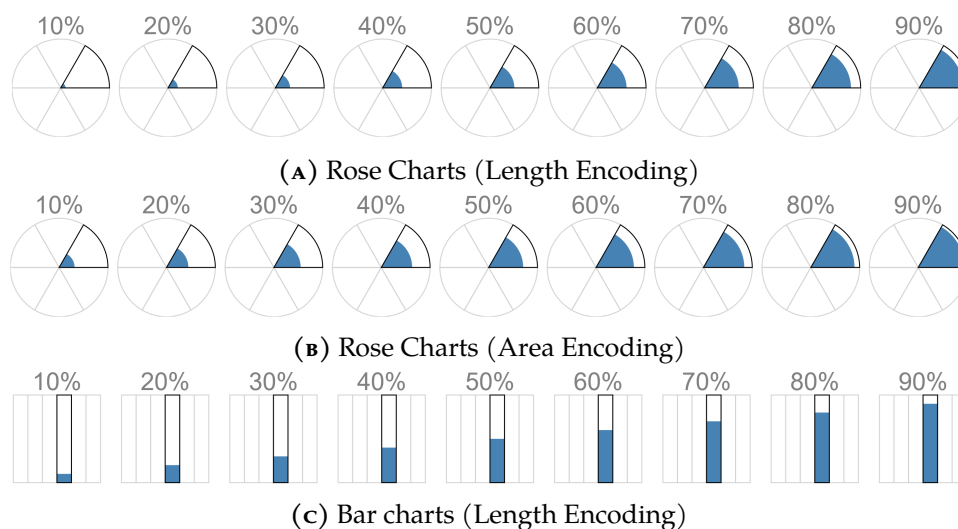 10% 20% 30% 40% 50% 60% 70% 80% 90%
(A) Rose Charts (Length Encoding)
10% 20% 30% 40% 50% 60% 70% 80% 90%
(B) Rose Charts (Area Encoding)
10% 20% 30% 40% 50% 60% 70% 80% 90%
(C) Bar charts (Length Encoding)